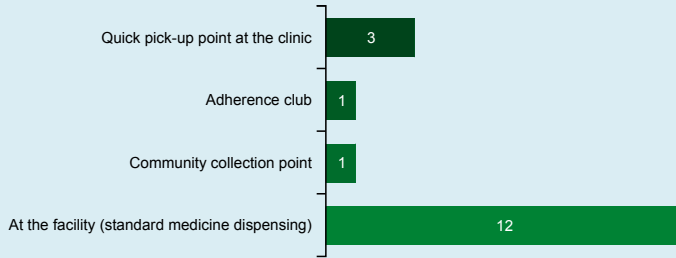 Quick pick-up point at the clinic 3
Adherence club 1
Community collection point 1
At the facility (standard medicine dispensing) 12